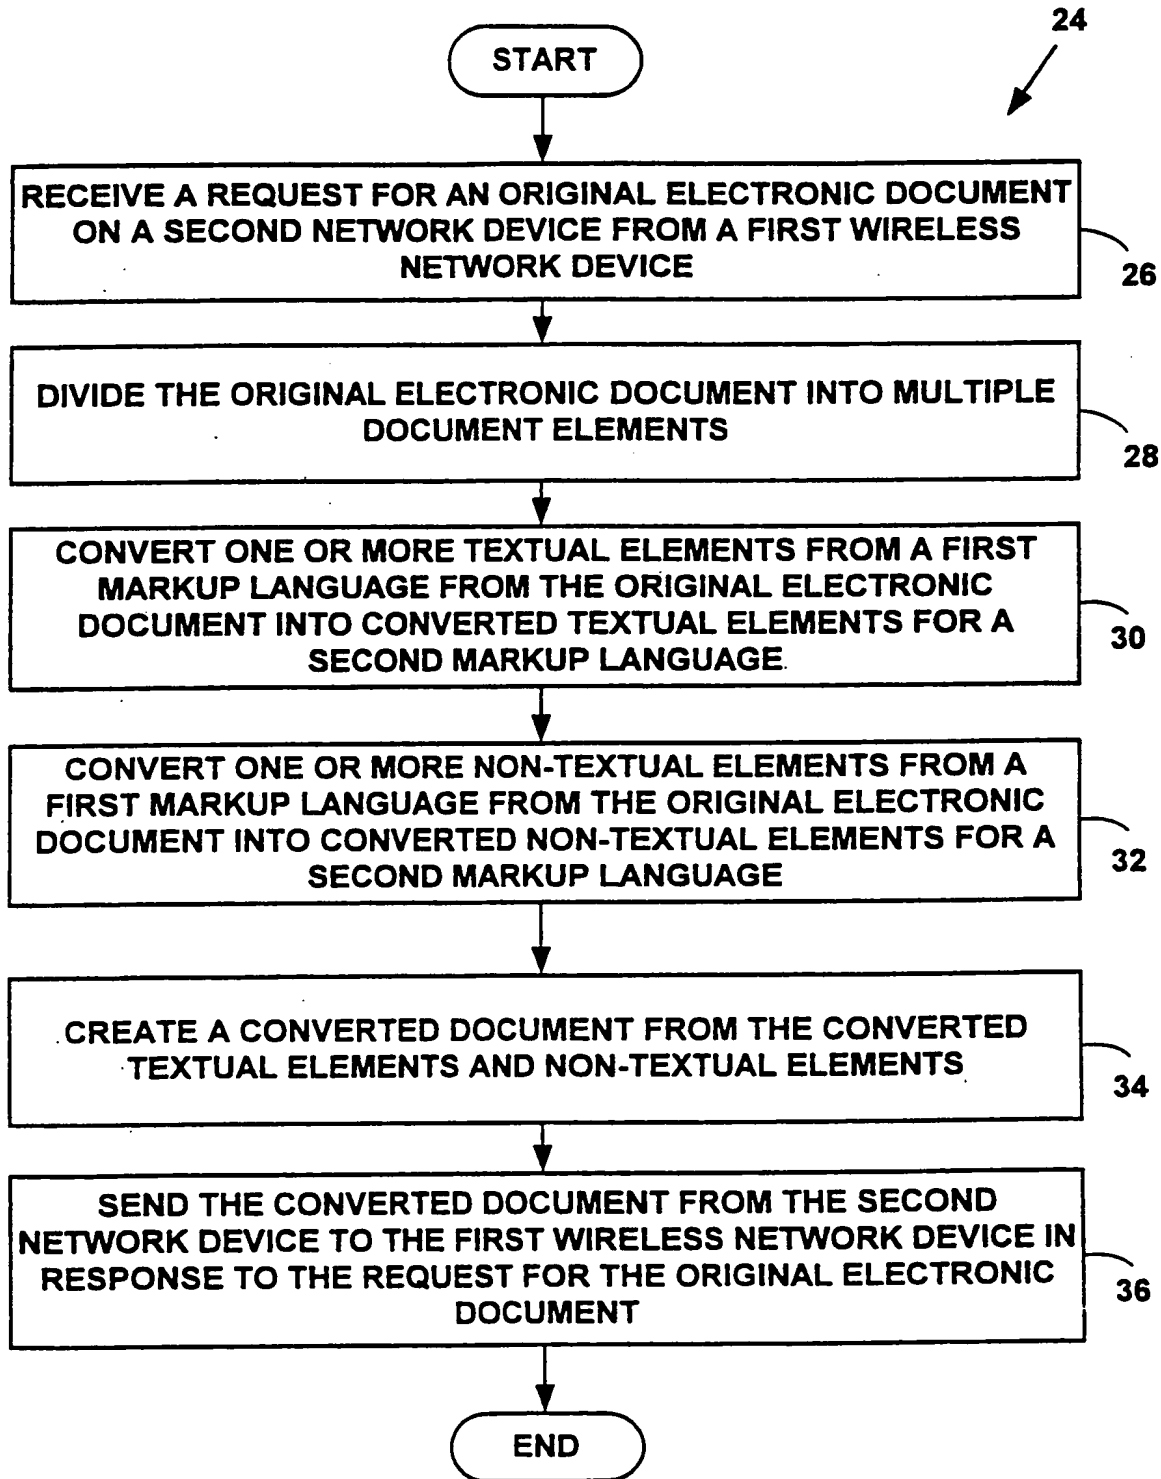 24
START
RECEIVE A REQUEST FOR AN ORIGINAL ELECTRONIC DOCUMENT
ON A SECOND NETWORK DEVICE FROM A FIRST WIRELESS
NETWORK DEVICE
26
DIVIDE THE ORIGINAL ELECTRONIC DOCUMENT INTO MULTIPLE
DOCUMENT ELEMENTS
28
CONVERT ONE OR MORE TEXTUAL ELEMENTS FROM A FIRST
MARKUP LANGUAGE FROM THE ORIGINAL ELECTRONIC
DOCUMENT INTO CONVERTED TEXTUAL ELEMENTS FOR A
SECOND MARKUP LANGUAGE
30
CONVERT ONE OR MORE NON-TEXTUAL ELEMENTS FROM A
FIRST MARKUP LANGUAGE FROM THE ORIGINAL ELECTRONIC
DOCUMENT INTO CONVERTED NON-TEXTUAL ELEMENTS FOR A
SECOND MARKUP LANGUAGE
32
CREATE A CONVERTED DOCUMENT FROM THE CONVERTED
TEXTUAL ELEMENTS AND NON-TEXTUAL ELEMENTS
34
SEND THE CONVERTED DOCUMENT FROM THE SECOND
NETWORK DEVICE TO THE FIRST WIRELESS NETWORK DEVICE IN
RESPONSE TO THE REQUEST FOR THE ORIGINAL ELECTRONIC
DOCUMENT
36
END